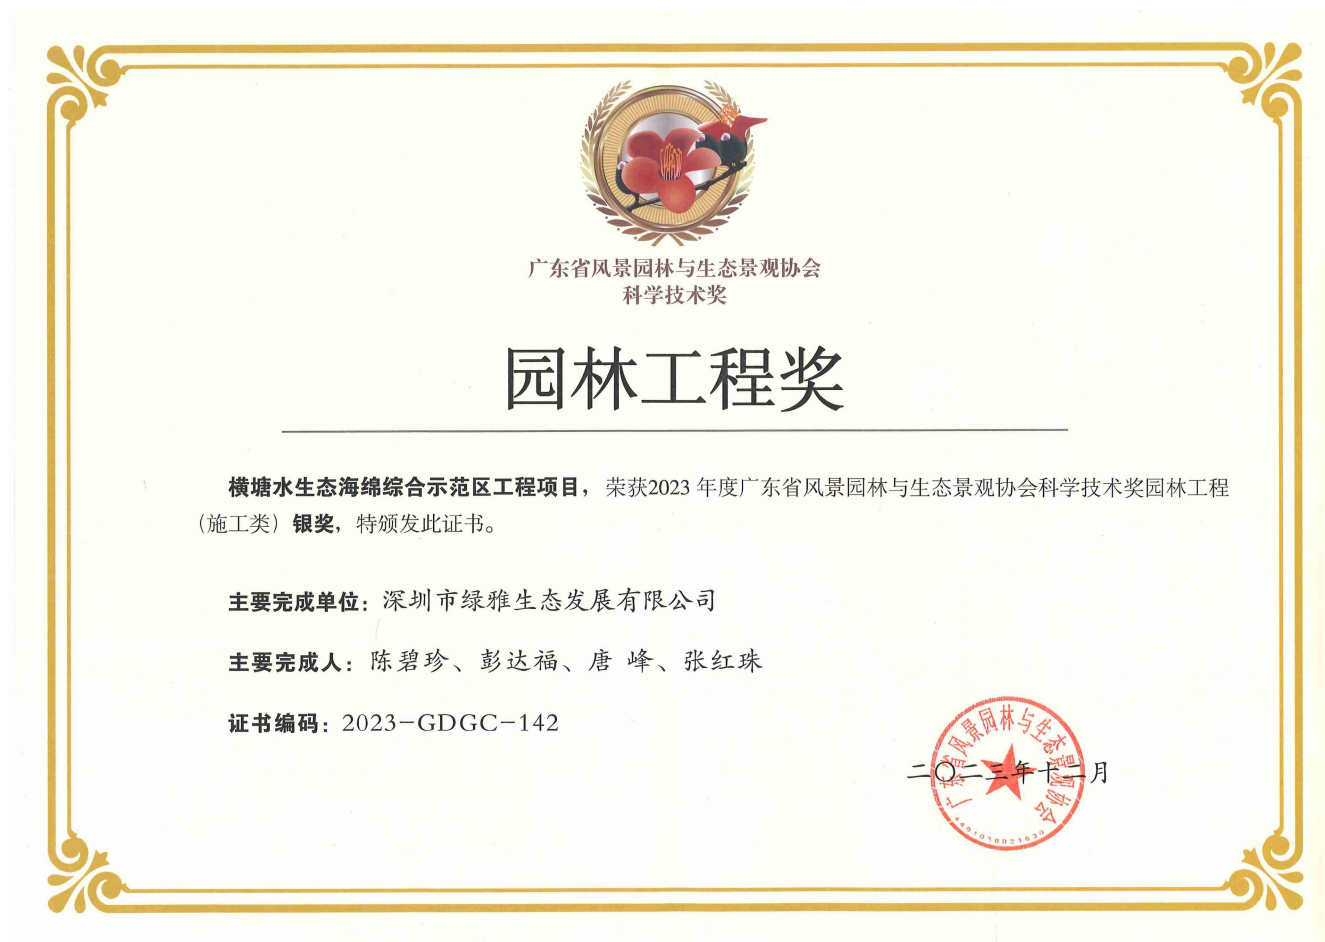 广东省风景园林与生态景观协会
科学技术奖
园林工程奖
横塘水生态海绵综合示范区工程项目，荣获2023 年度广东省风景园林与生态景观协会科学技术奖园林工程
（施工类）银奖，特颁发此证书。
主要完成单位：深圳市绿雅生态发展有限公司
主要完成人：陈碧珍、彭达福、唐 峰、张红珠
证书编码：2023-GDGC-142
广东省风景园林与生态景观协会
二〇二三年十二月